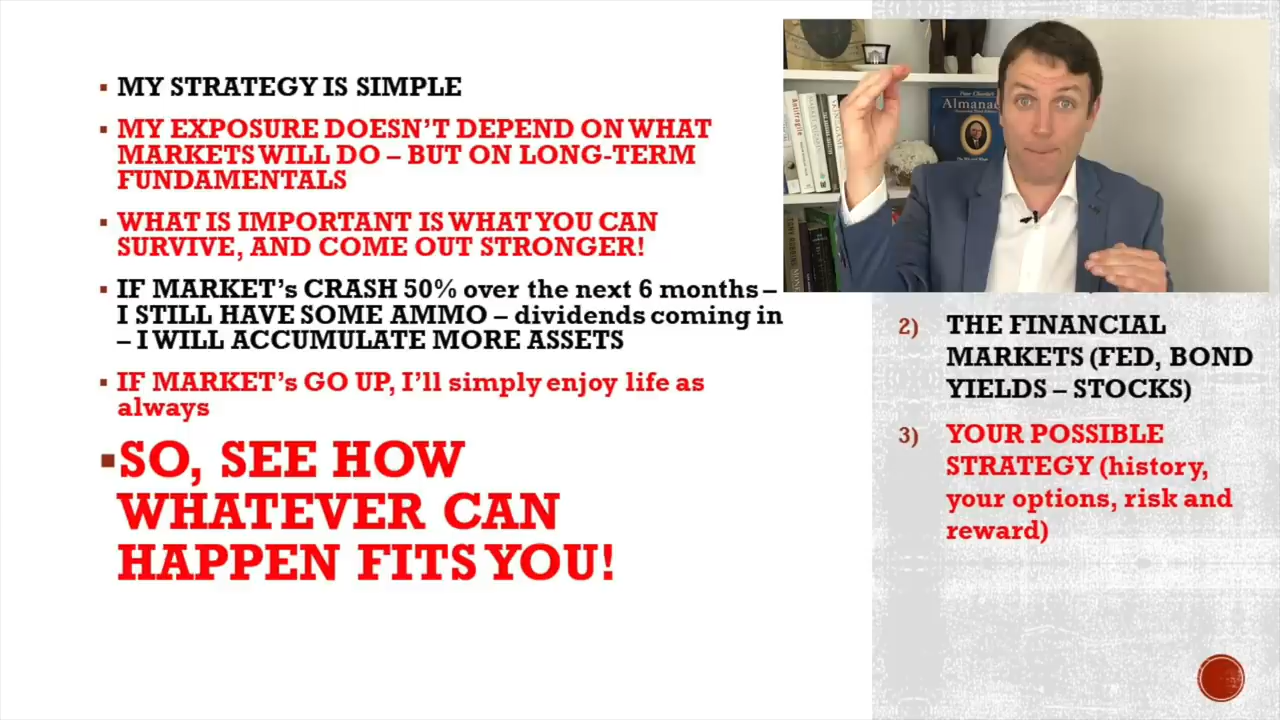 MY STRATEGY IS SIMPLE
MY EXPOSURE DOESN'T DEPEND ON WHAT
MARKETS WILL DO – BUT ON LONG-TERM
FUNDAMENTALS
WHAT IS IMPORTANT IS WHAT YOU CAN
SURVIVE, AND COME OUT STRONGER!
IF MARKET's CRASH 50% over the next 6 months –
I STILL HAVE SOME AMMO – dividends coming in
– I WILL ACCUMULATE MORE ASSETS
IF MARKET's GO UP, I'll simply enjoy life as
always
SO, SEE HOW
WHATEVER CAN
HAPPEN FITS YOU!
Antifragile
Poor Charlie's
Almanac
2) THE FINANCIAL
MARKETS (FED, BOND
YIELDS – STOCKS)
3) YOUR POSSIBLE
STRATEGY (history,
your options, risk and
reward)